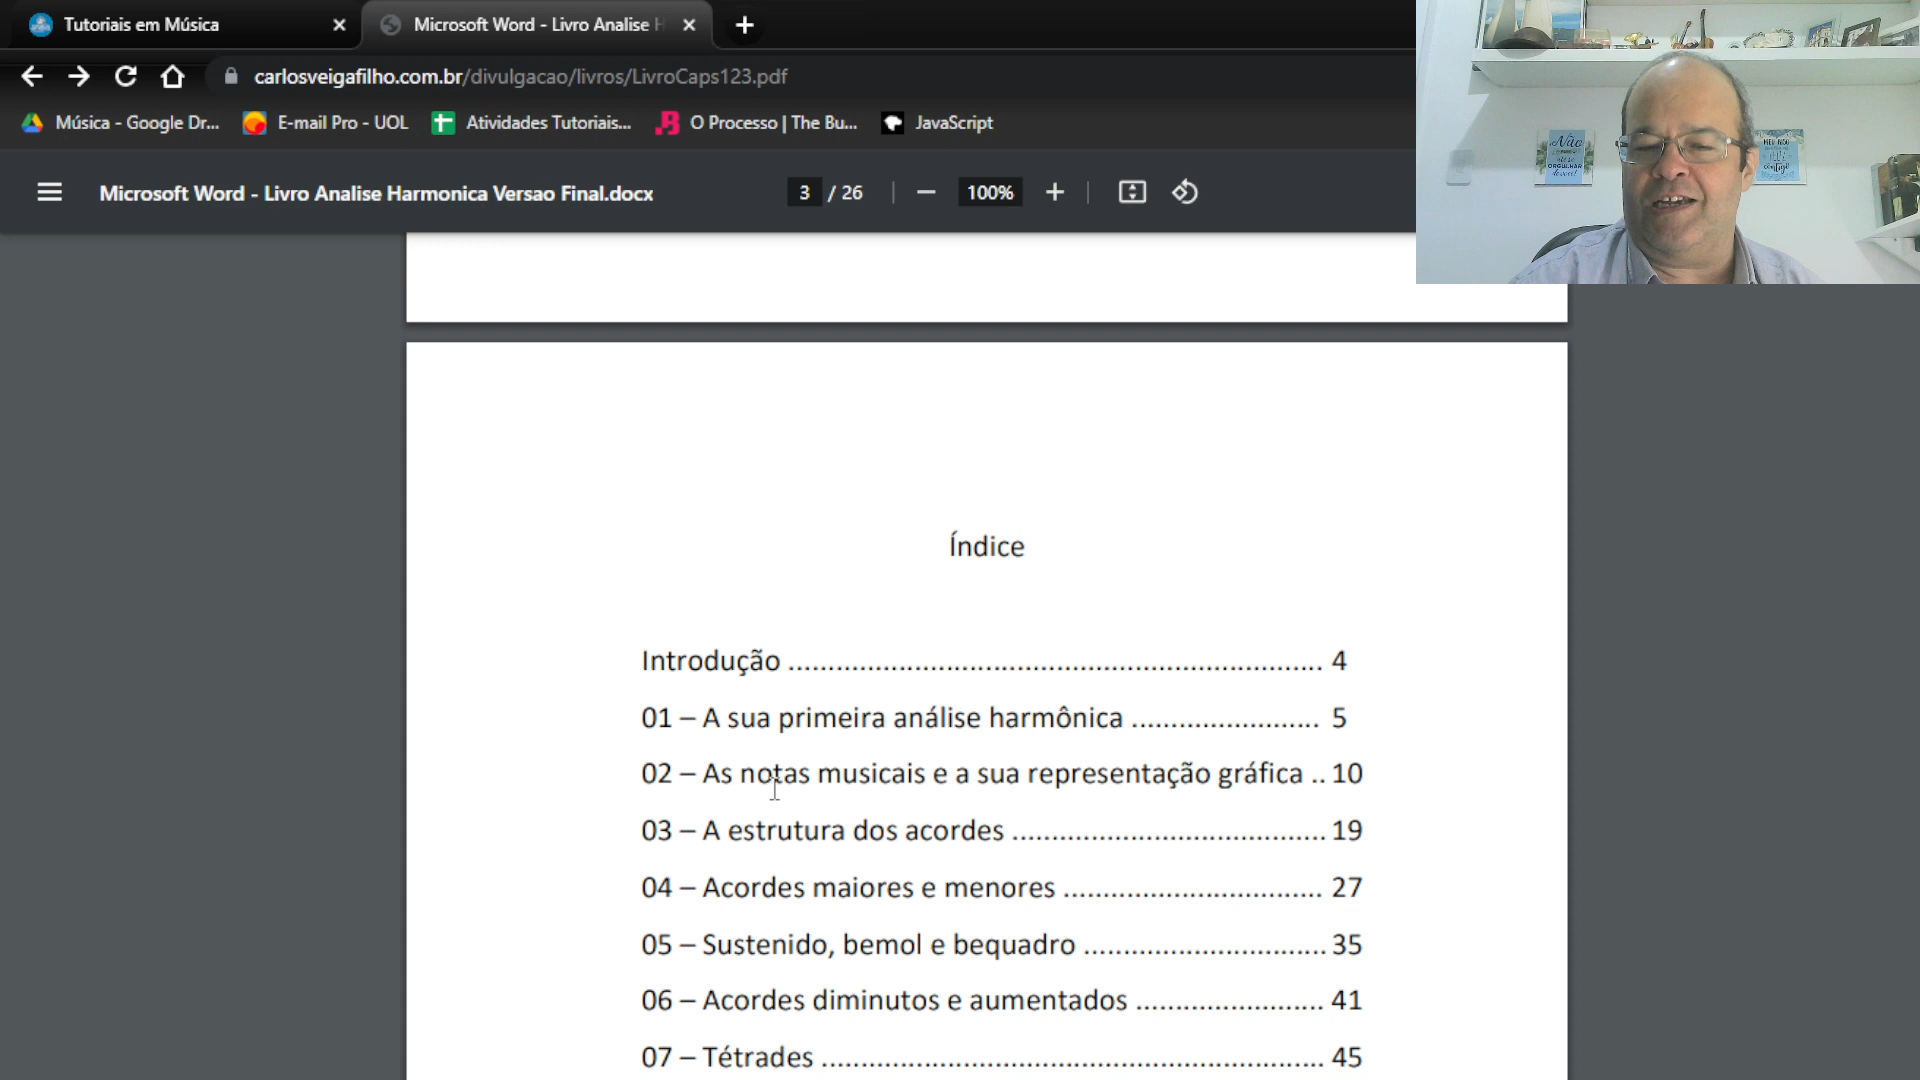 Tutoriais em Música
Microsoft Word - Livro Analise H
carlosveigafilho.com.br/divulgacao/livros/LivroCaps123.pdf
Música - Google Dr...
E-mail Pro - UOL
Atividades Tutoriais...
O Processo | The Bu...
JavaScript
Microsoft Word - Livro Analise Harmonica Versao Final.docx
3 / 26
100%
Não
ORGULHAR
MEU
contigo
Índice
Introdução .................................................................. 4
01 – A sua primeira análise harmônica ........................ 5
02 – As notas musicais e a sua representação gráfica .. 10
03 – A estrutura dos acordes ....................................... 19
04 – Acordes maiores e menores ................................ 27
05 – Sustenido, bemol e bequadro .............................. 35
06 – Acordes diminutos e aumentados ....................... 41
07 – Tétrades .............................................................. 45